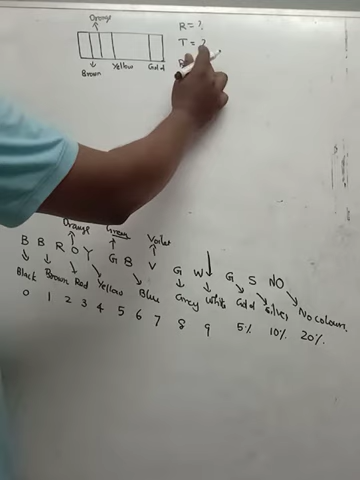 Orange
R = ?
T = ?
R
Brown Yellow Gold
Orange Green Voilet
B B R O Y G B V G W G S NO
Black Brown Red Yellow Blue Grey White Gold Silver No colour
0 1 2 3 4 5 6 7 8 9 5% 10% 20%